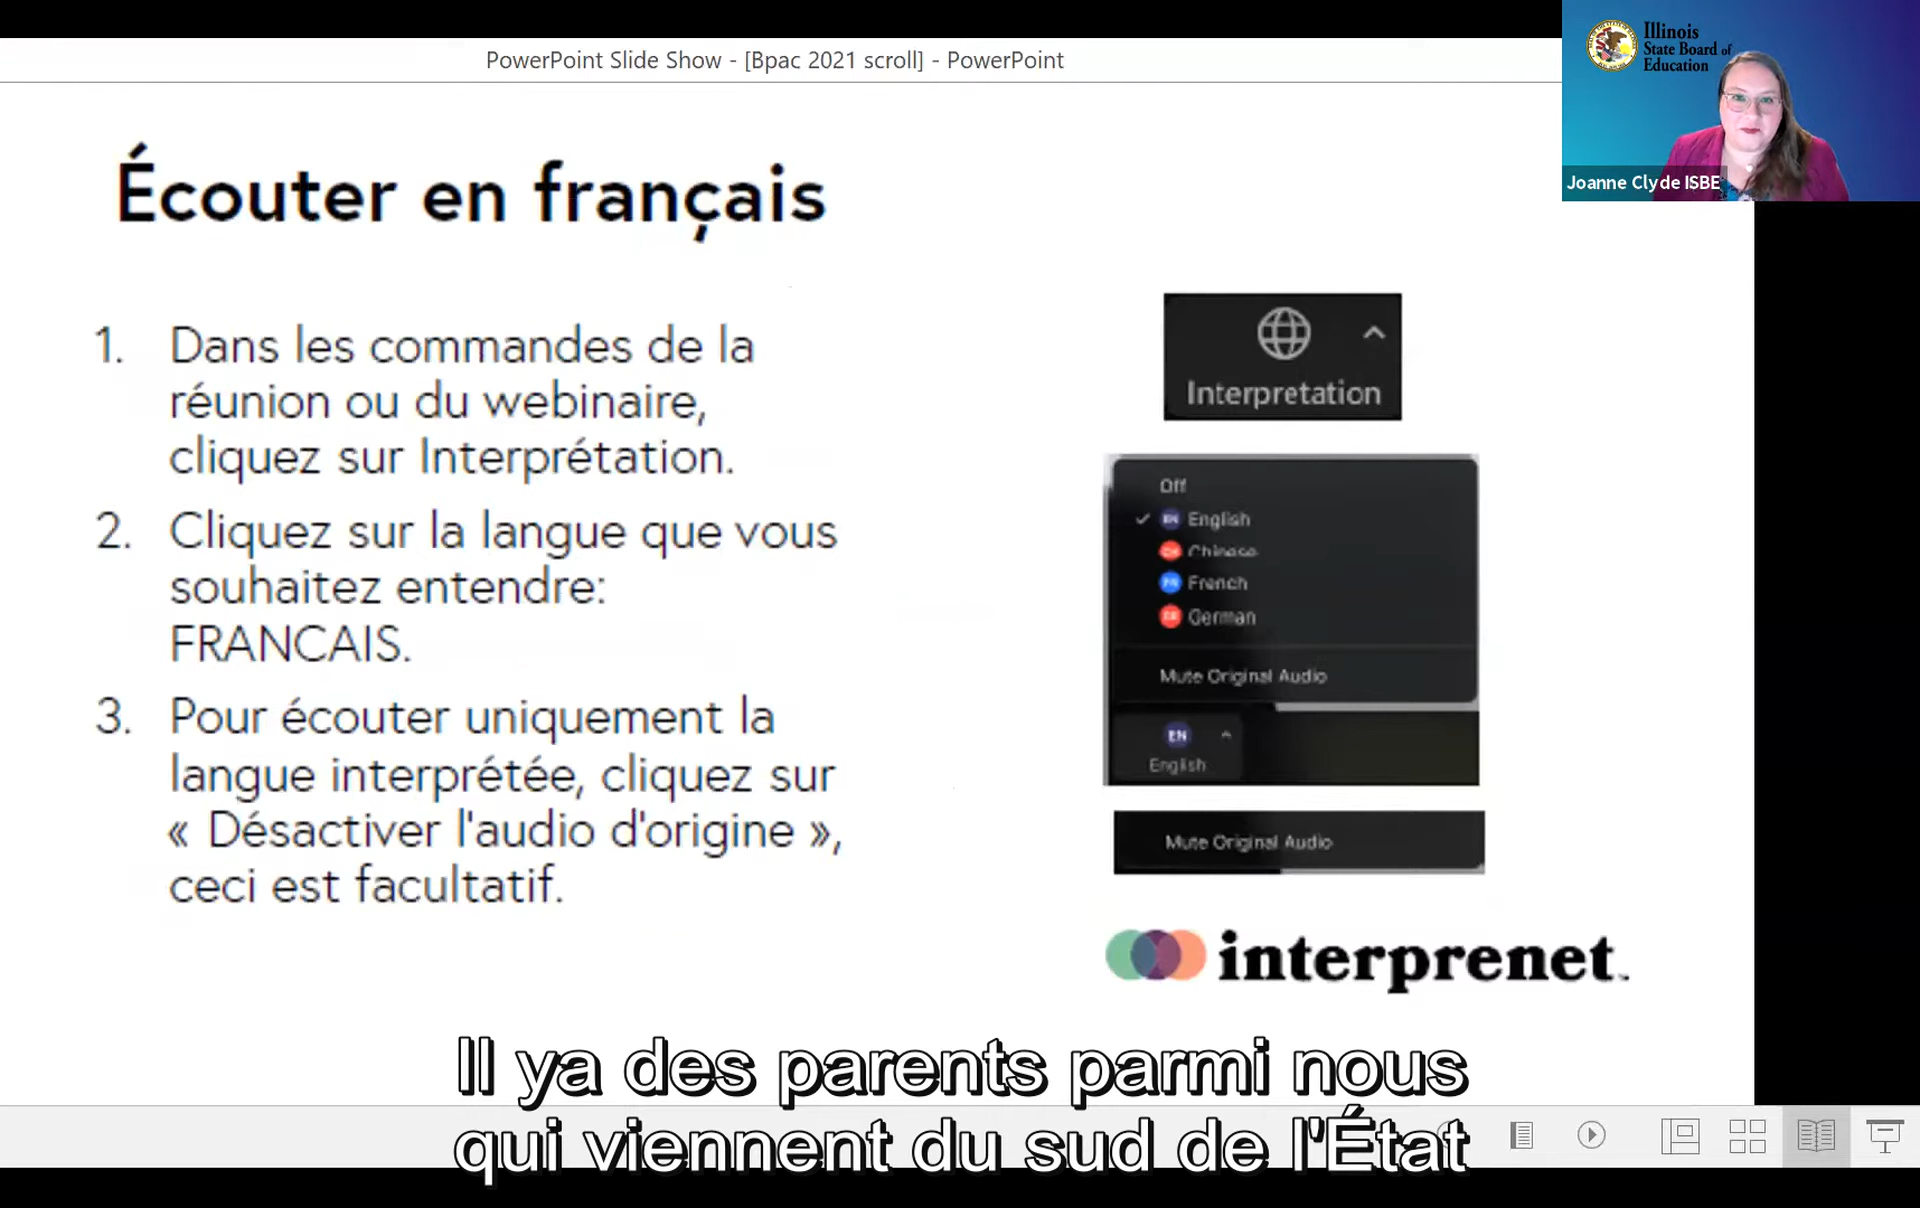 PowerPoint Slide Show - [Bpac 2021 scroll] - PowerPoint
Illinois
State Board of
Education
Joanne Clyde ISBE
Écouter en français
1. Dans les commandes de la
réunion ou du webinaire,
cliquez sur Interprétation.
2. Cliquez sur la langue que vous
souhaitez entendre:
FRANCAIS.
3. Pour écouter uniquement la
langue interprétée, cliquez sur
« Désactiver l'audio d'origine »,
ceci est facultatif.
Interpretation
Off
EN English
Chinese
French
German
Mute Original Audio
EN
English
Mute Original Audio
interprenet
Il ya des parents parmi nous
qui viennent du sud de l'État